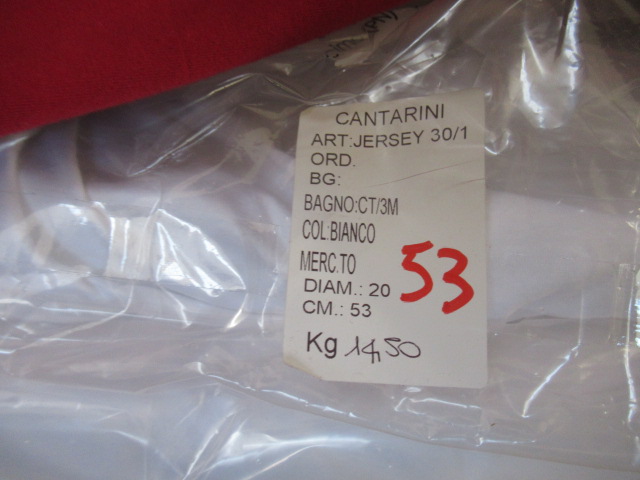 CANTARINI
ART:JERSEY 30/1
ORD.
BG:
BAGNO:CT/3M
COL:BIANCO
MERC.TO
53
DIAM.: 20
CM.: 53
Kg 14,50